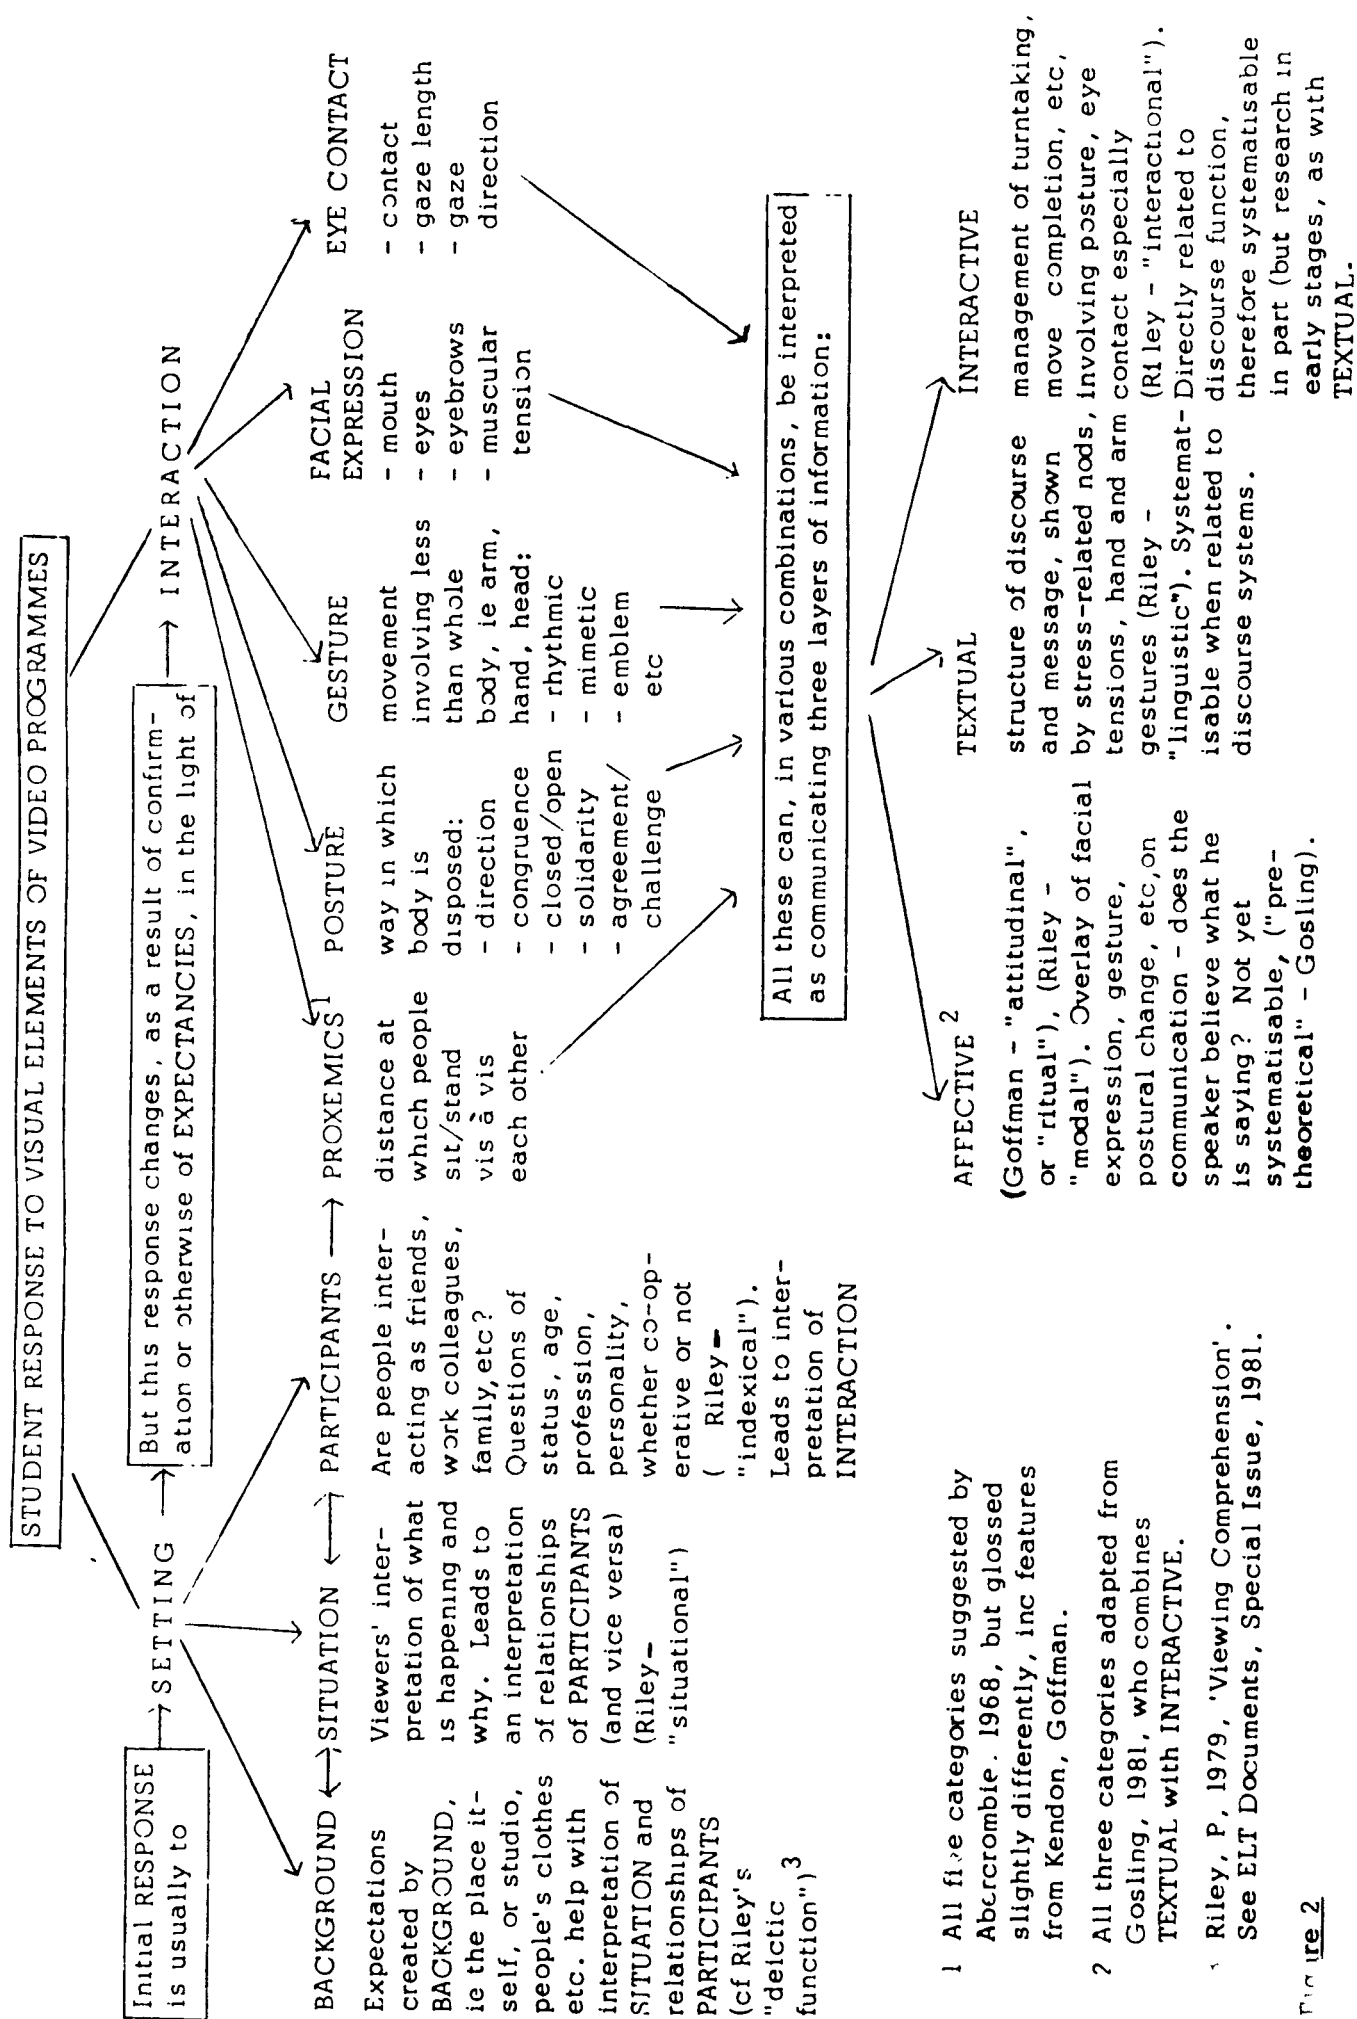 STUDENT RESPONSE TO VISUAL ELEMENTS OF VIDEO PROGRAMMES
Initial RESPONSE
is usually to
SETTING
But this response changes, as a result of confirm-
ation or otherwise of EXPECTANCIES, in the light of
INTERACTION
BACKGROUND
Expectations
created by
BACKGROUND,
ie the place it-
self, or studio,
people's clothes
etc. help with
interpretation of
SITUATION and
relationships of
PARTICIPANTS
(cf Riley's
"deictic
function")3
SITUATION
Viewers' inter-
pretation of what
is happening and
why. Leads to
an interpretation
of relationships
of PARTICIPANTS
(and vice versa)
(Riley-
"situational")
PARTICIPANTS
Are people inter-
acting as friends,
work colleagues,
family, etc?
Questions of
status, age,
profession,
personality,
whether co-op-
erative or not
( Riley-
"indexical").
Leads to inter-
pretation of
INTERACTION
PROXEMICS1
distance at
which people
sit/stand
vis à vis
each other
POSTURE
way in which
body is
disposed:
- direction
- congruence
- closed/open
- solidarity
- agreement/
challenge
GESTURE
movement
involving less
than whole
body, ie arm,
hand, head:
- rhythmic
- mimetic
- emblem
etc
FACIAL
EXPRESSION
- mouth
- eyes
- eyebrows
- muscular
tension
EYE CONTACT
- contact
- gaze length
- gaze
direction
All these can, in various combinations, be interpreted
as communicating three layers of information:
AFFECTIVE2
(Goffman - "attitudinal",
or "ritual"), (Riley -
"modal"). Overlay of facial
expression, gesture,
postural change, etc, on
communication - does the
speaker believe what he
is saying? Not yet
systematisable, ("pre-
theoretical" - Gosling).
TEXTUAL
structure of discourse
and message, shown
by stress-related nods,
tensions, hand and arm
gestures (Riley -
"linguistic"). Systemat-
isable when related to
discourse systems.
INTERACTIVE
management of turntaking,
move completion, etc,
involving posture, eye
contact especially
(Riley - "interactional").
Directly related to
discourse function,
therefore systematisable
in part (but research in
early stages, as with
TEXTUAL.
1 All five categories suggested by
Abercrombie. 1968, but glossed
slightly differently, inc features
from Kendon, Goffman.
2 All three categories adapted from
Gosling, 1981, who combines
TEXTUAL with INTERACTIVE.
Riley, P, 1979, 'Viewing Comprehension'.
See ELT Documents, Special Issue, 1981.
Figure 2